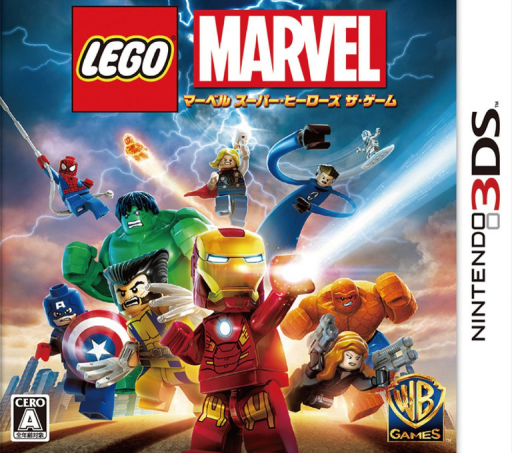 LEGO
MARVEL
マーベル スーパー・ヒーローズ ザ・ゲーム
NINTENDO 3DS™
CERO
A
全年齢対象
WB
GAMES